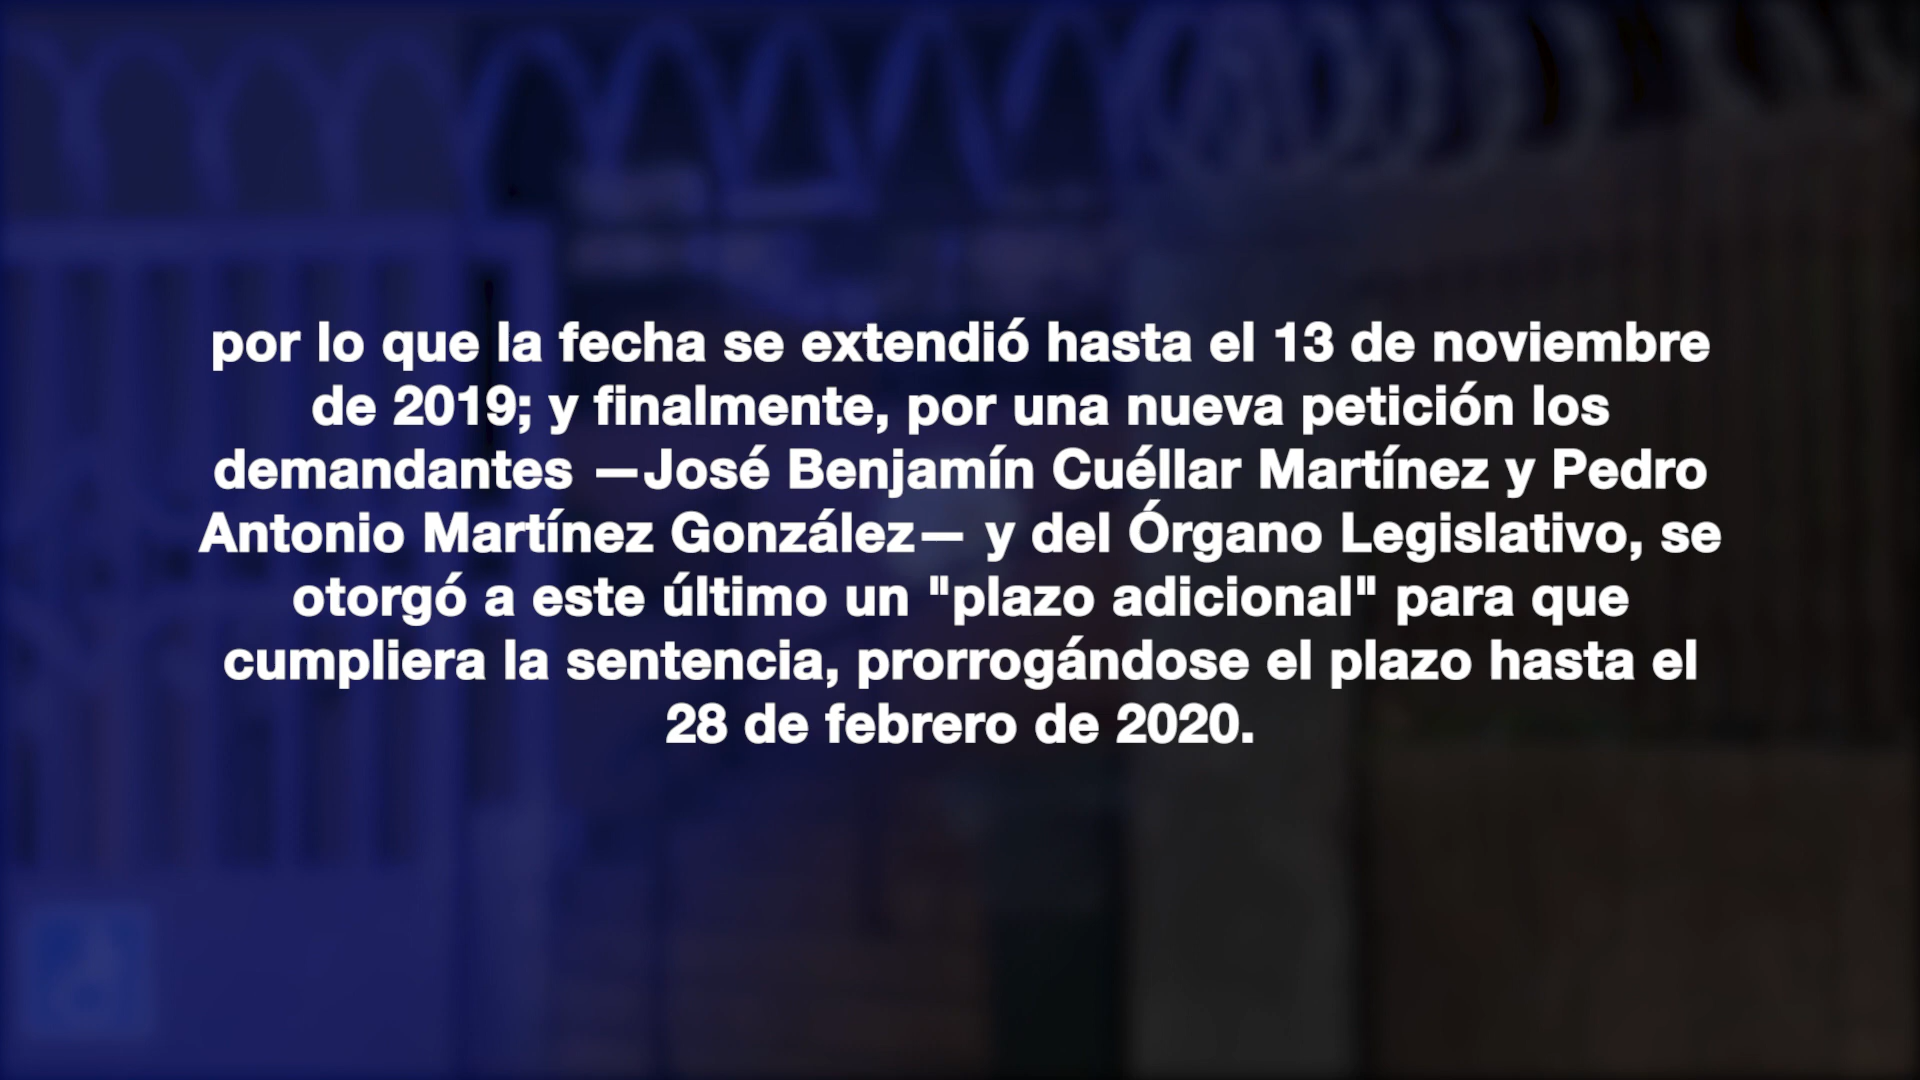 por lo que la fecha se extendió hasta el 13 de noviembre
de 2019; y finalmente, por una nueva petición los
demandantes —José Benjamín Cuéllar Martínez y Pedro
Antonio Martínez González— y del Órgano Legislativo, se
otorgó a este último un "plazo adicional" para que
cumpliera la sentencia, prorrogándose el plazo hasta el
28 de febrero de 2020.